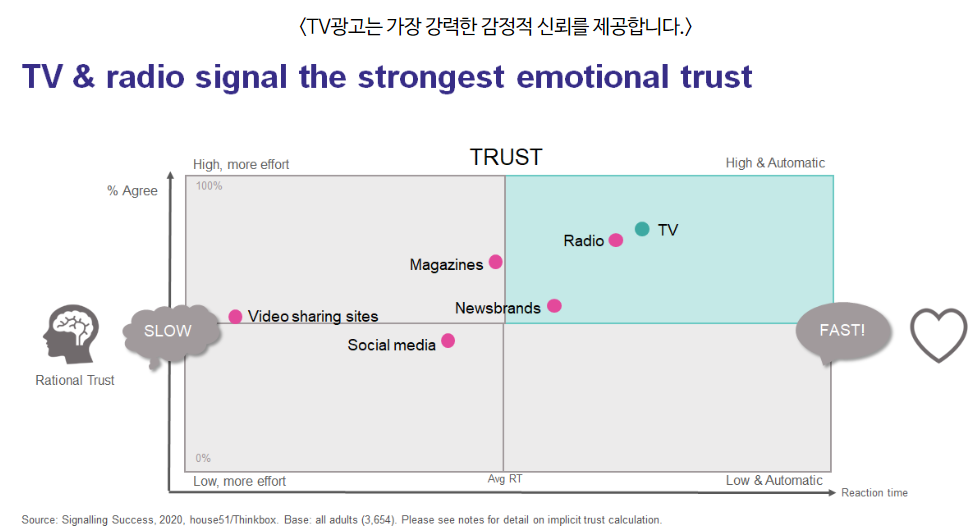 <TV광고는 가장 강력한 감정적 신뢰를 제공합니다.>
TV & radio signal the strongest emotional trust
TRUST
High, more effort
High & Automatic
% Agree
100%
TV
Radio
Magazines
Newsbrands
Video sharing sites
SLOW
FAST!
Social media
Rational Trust
0%
Avg RT
Low, more effort
Low & Automatic
Reaction time
Source: Signalling Success, 2020, house51/Thinkbox. Base: all adults (3,654). Please see notes for detail on implicit trust calculation.